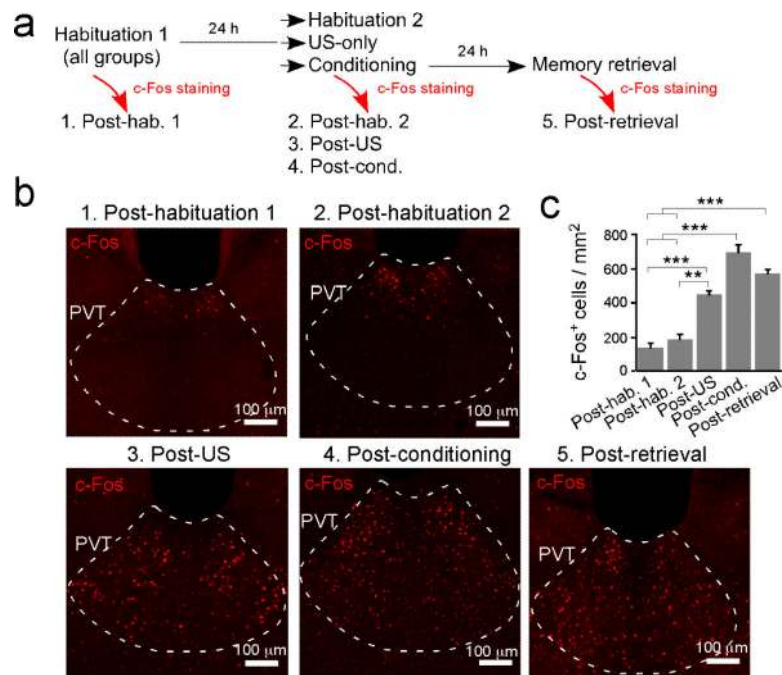 a
Habituation 1
(all groups)
24 h
Habituation 2
US-only
Conditioning
24 h
Memory retrieval
c-Fos staining
c-Fos staining
c-Fos staining
1. Post-hab. 1
2. Post-hab. 2
3. Post-US
4. Post-cond.
5. Post-retrieval
b
1. Post-habituation 1
c-Fos
PVT
100 μm
2. Post-habituation 2
100 μm
3. Post-US
c-Fos
PVT
100 μm
4. Post-conditioning
c-Fos
PVT
100 μm
5. Post-retrieval
c-Fos
PVT
100 μm
c
c-Fos⁺ cells / mm²
800
600
400
200
0
***
***
***
**
Post-hab. 1
Post-hab. 2
Post-US
Post-cond.
Post-retrieval